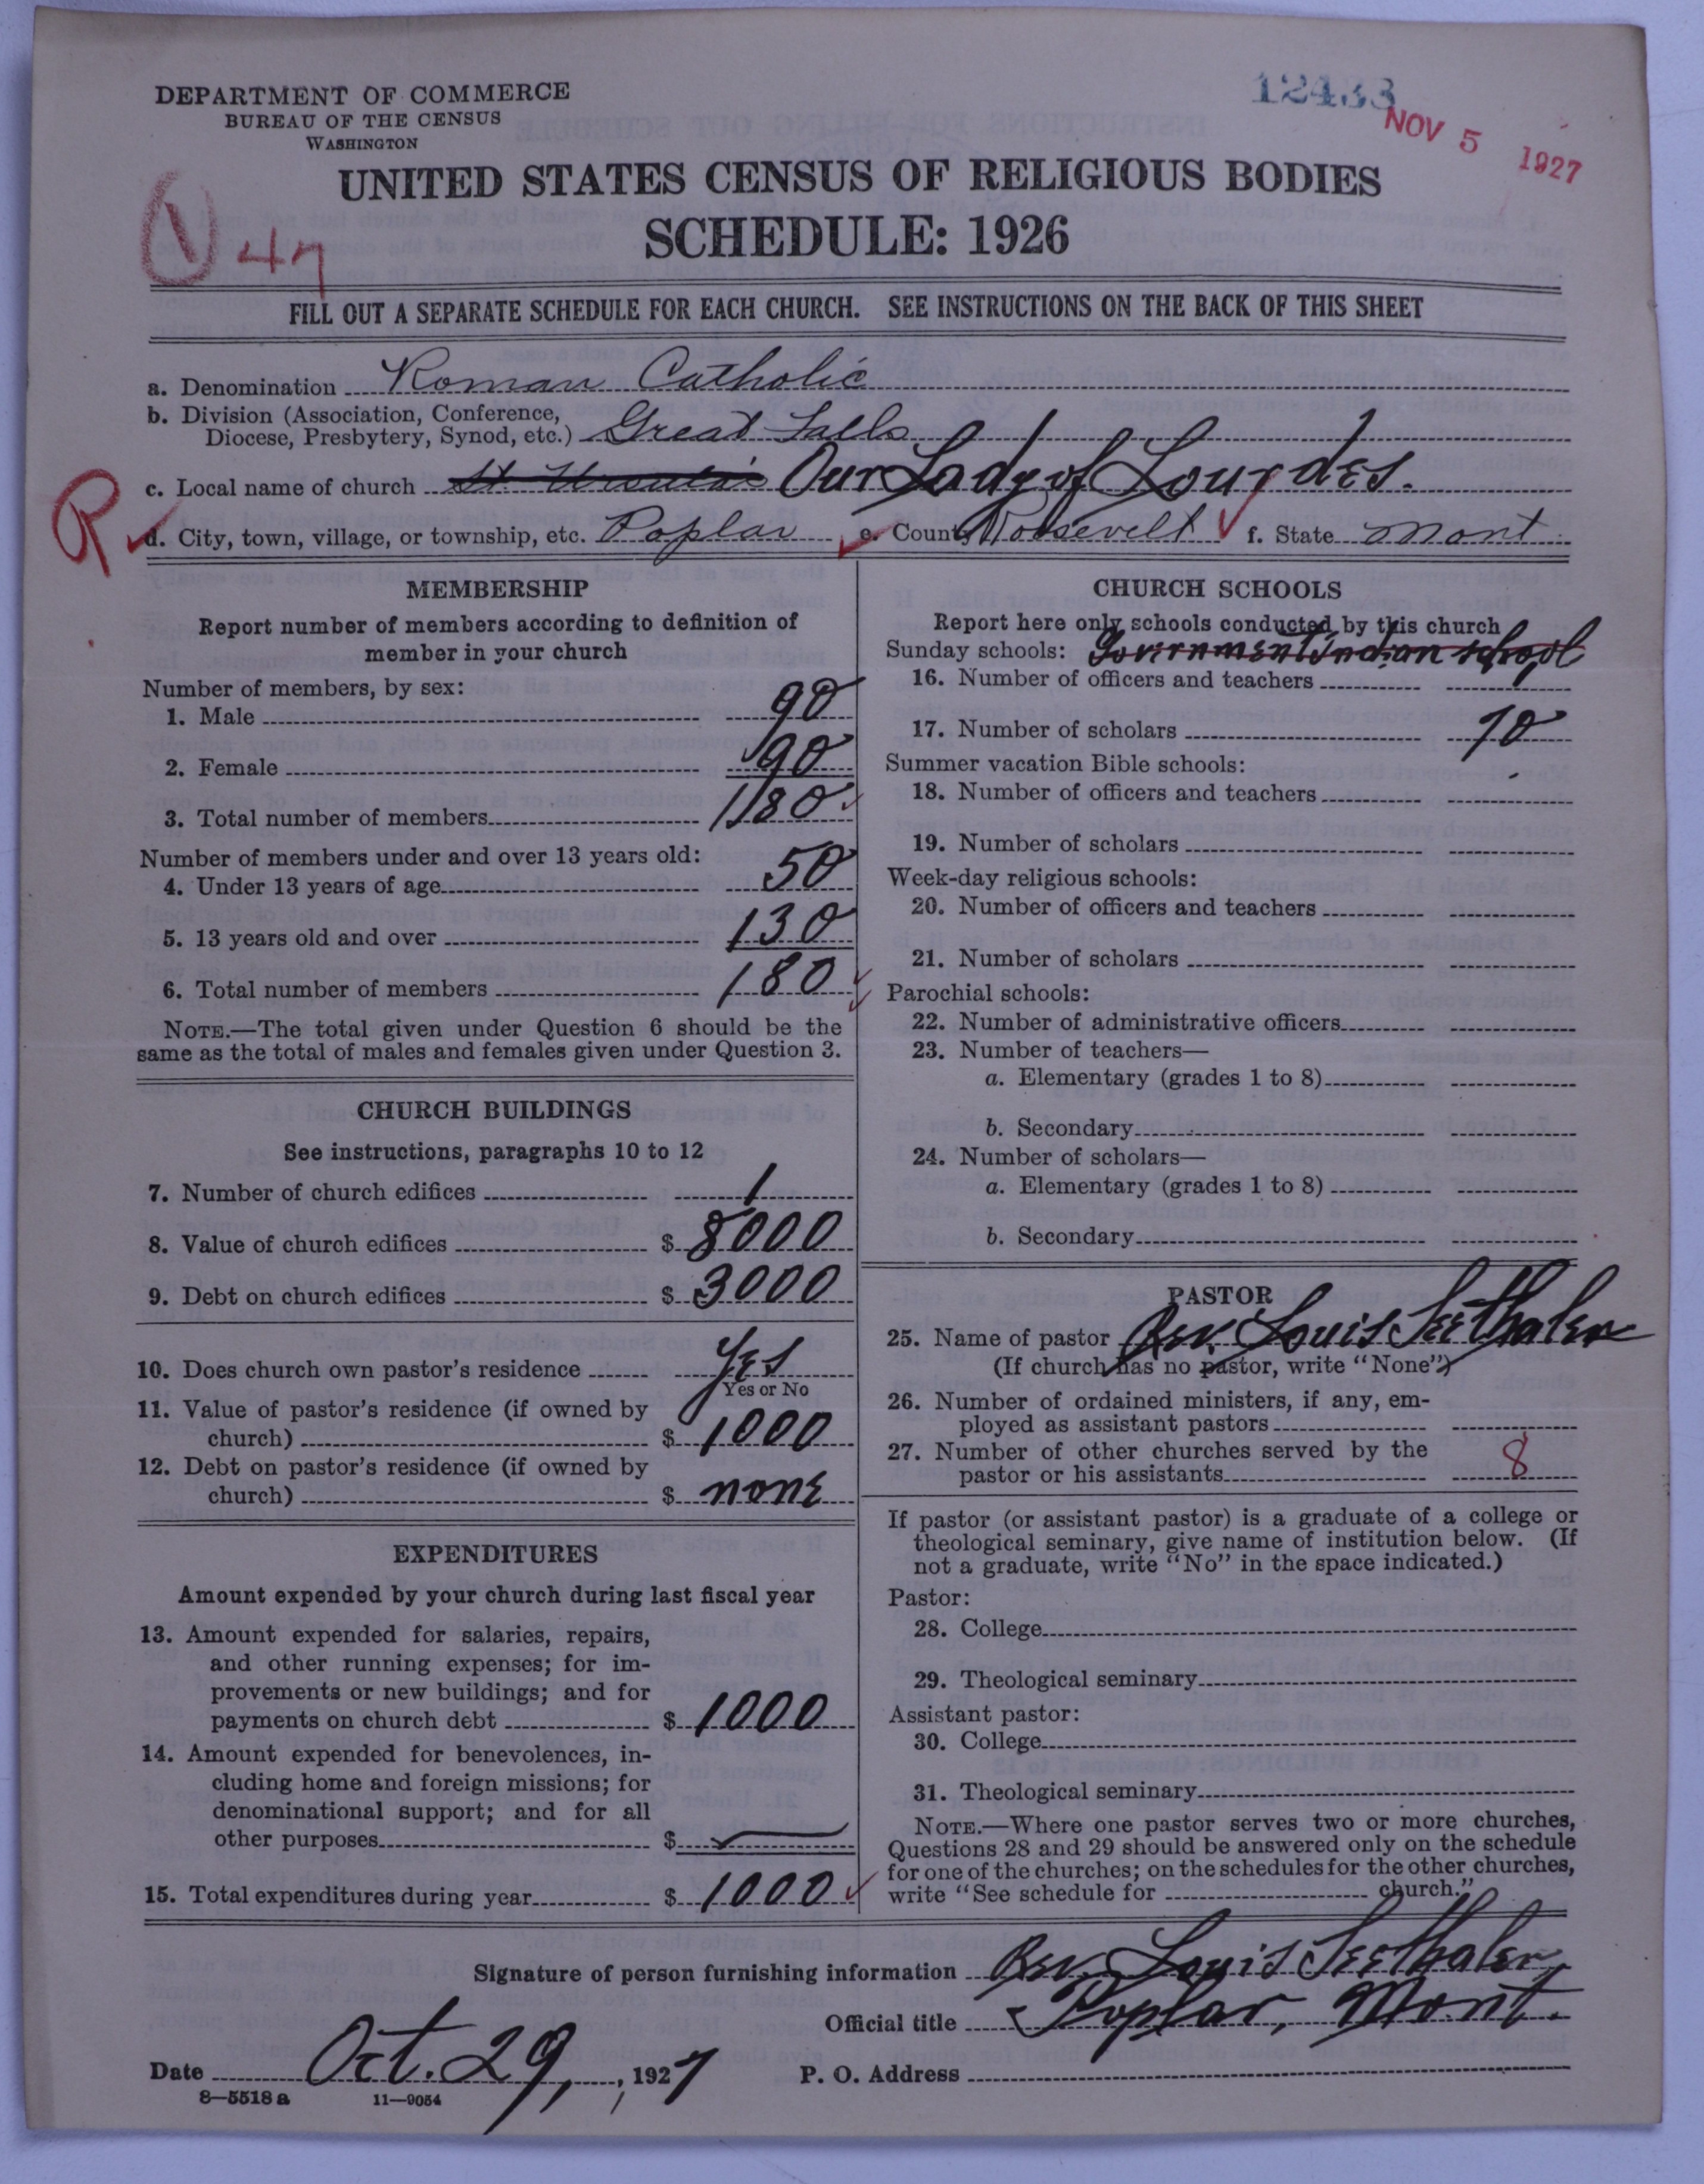 12433
NOV 5 1927
DEPARTMENT OF COMMERCE
BUREAU OF THE CENSUS
WASHINGTON
UNITED STATES CENSUS OF RELIGIOUS BODIES
SCHEDULE: 1926
1 47
FILL OUT A SEPARATE SCHEDULE FOR EACH CHURCH. SEE INSTRUCTIONS ON THE BACK OF THIS SHEET
a. Denomination Roman Catholic
b. Division (Association, Conference,
Diocese, Presbytery, Synod, etc.) Great Falls
c. Local name of church St. Ursula's Our Lady of Lourdes.
R
d. City, town, village, or township, etc. Poplar e. County Roosevelt f. State Mont
MEMBERSHIP
Report number of members according to definition of
member in your church
Number of members, by sex:
1. Male 90
2. Female 90
3. Total number of members 180
Number of members under and over 13 years old:
4. Under 13 years of age 50
5. 13 years old and over 130
6. Total number of members 180
NOTE.—The total given under Question 6 should be the
same as the total of males and females given under Question 3.
CHURCH BUILDINGS
See instructions, paragraphs 10 to 12
7. Number of church edifices 1
8. Value of church edifices $ 8000
9. Debt on church edifices $ 3000
10. Does church own pastor's residence Yes
Yes or No
11. Value of pastor's residence (if owned by
church) $ 1000
12. Debt on pastor's residence (if owned by
church) $ none
EXPENDITURES
Amount expended by your church during last fiscal year
13. Amount expended for salaries, repairs,
and other running expenses; for im-
provements or new buildings; and for
payments on church debt $ 1000
14. Amount expended for benevolences, in-
cluding home and foreign missions; for
denominational support; and for all
other purposes $
15. Total expenditures during year $ 1000
CHURCH SCHOOLS
Report here only schools conducted by this church
Sunday schools: Government Indian school
16. Number of officers and teachers
17. Number of scholars 70
Summer vacation Bible schools:
18. Number of officers and teachers
19. Number of scholars
Week-day religious schools:
20. Number of officers and teachers
21. Number of scholars
Parochial schools:
22. Number of administrative officers
23. Number of teachers—
a. Elementary (grades 1 to 8)
b. Secondary
24. Number of scholars—
a. Elementary (grades 1 to 8)
b. Secondary
PASTOR
25. Name of pastor Rev. Louis Seethaler
(If church has no pastor, write "None")
26. Number of ordained ministers, if any, em-
ployed as assistant pastors
27. Number of other churches served by the
pastor or his assistants 8
If pastor (or assistant pastor) is a graduate of a college or
theological seminary, give name of institution below. (If
not a graduate, write "No" in the space indicated.)
Pastor:
28. College
29. Theological seminary
Assistant pastor:
30. College
31. Theological seminary
NOTE.—Where one pastor serves two or more churches,
Questions 28 and 29 should be answered only on the schedule
for one of the churches; on the schedules for the other churches,
write "See schedule for church."
Signature of person furnishing information Rev. Louis Seethaler
Official title Poplar, Mont.
Date Oct. 29, , 1927 P. O. Address
8—5518 a 11—9054